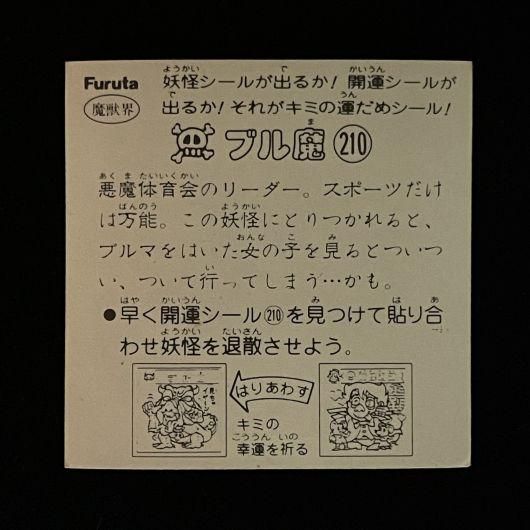 Furuta
魔獣界
妖怪シールが出るか!開運シールが
出るか!それがキミの運だめシール!
ブル魔 210
悪魔体育会のリーダー。スポーツだけ
は万能。この妖怪にとりつかれると、
ブルマをはいた女の子を見るとついつ
い、ついて行ってしまう…かも。
●早く開運シール210を見つけて貼り合
わせ妖怪を退散させよう。
はりあわす
キミの
幸運を祈る